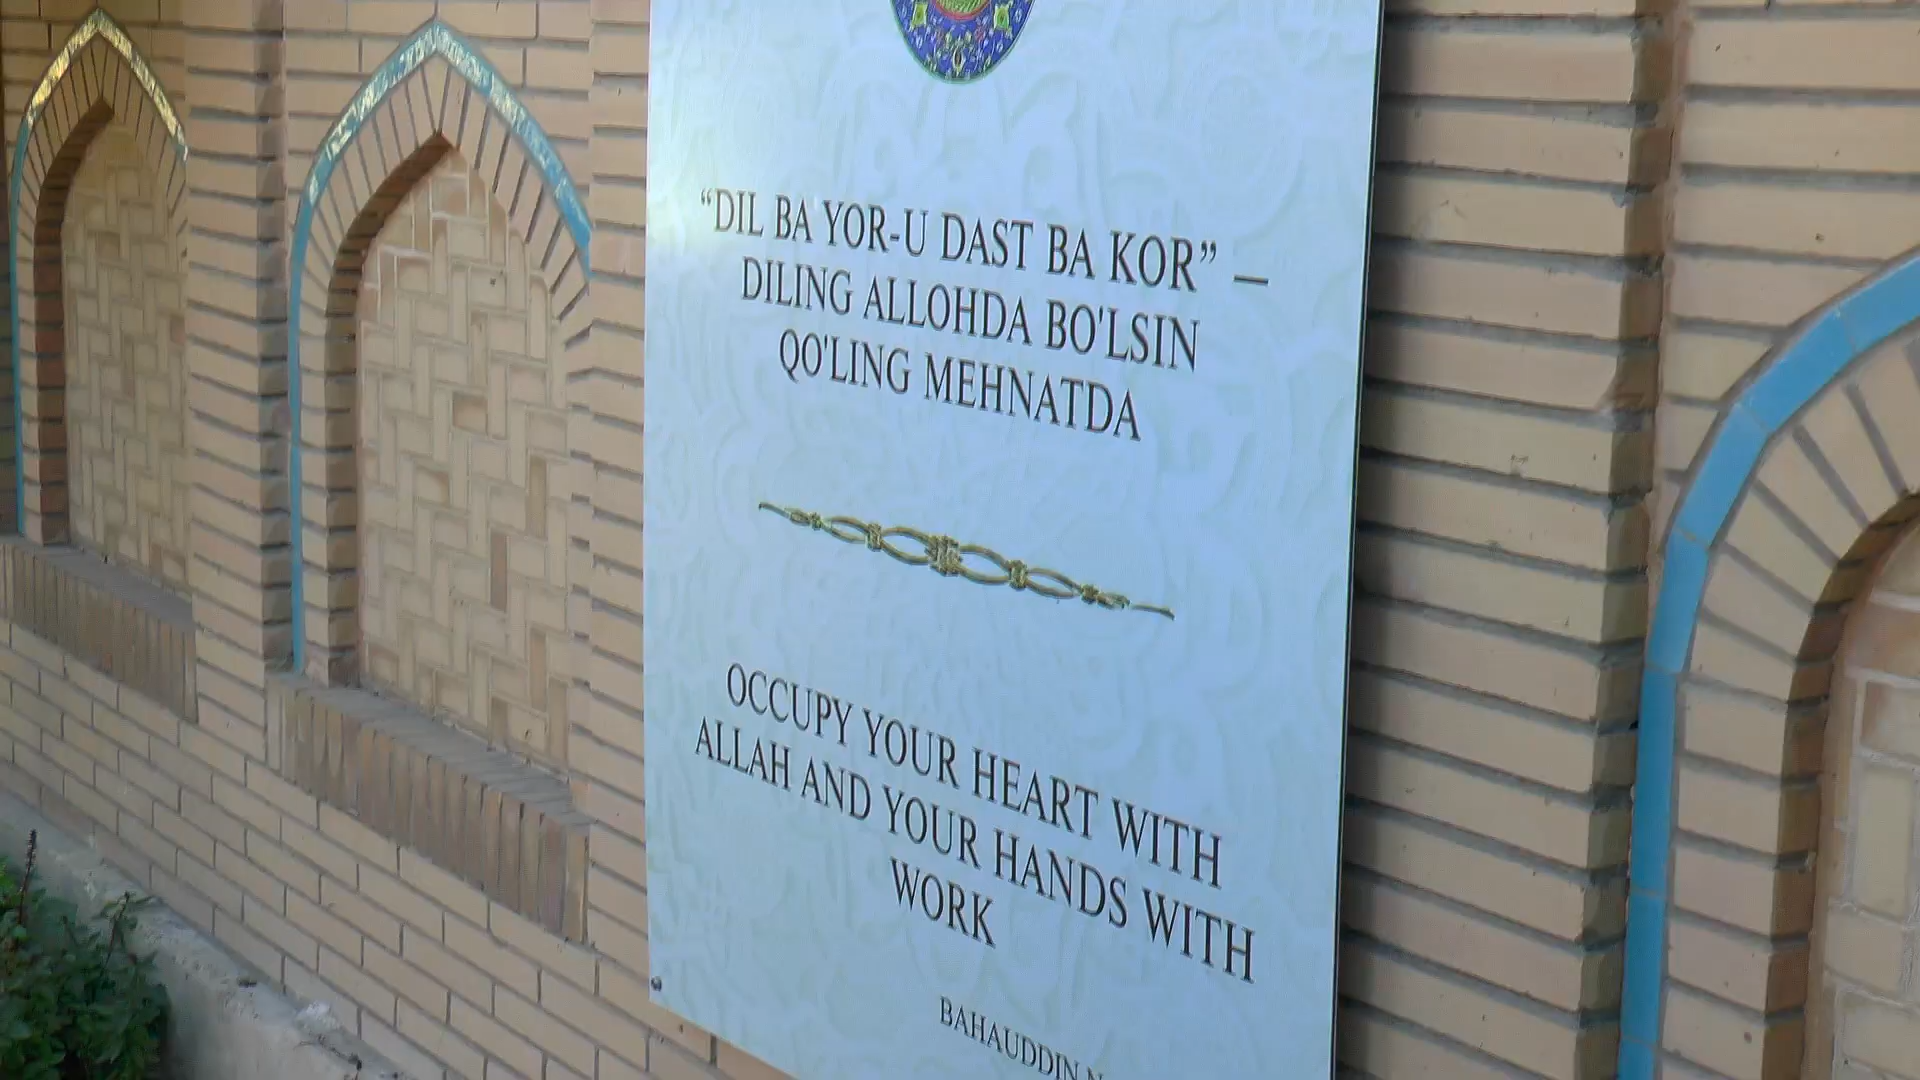 “DIL BA YOR-U DAST BA KOR” –
DILING ALLOHDA BO'LSIN
QO'LING MEHNATDA
OCCUPY YOUR HEART WITH
ALLAH AND YOUR HANDS WITH
WORK
BAHAUDDIN